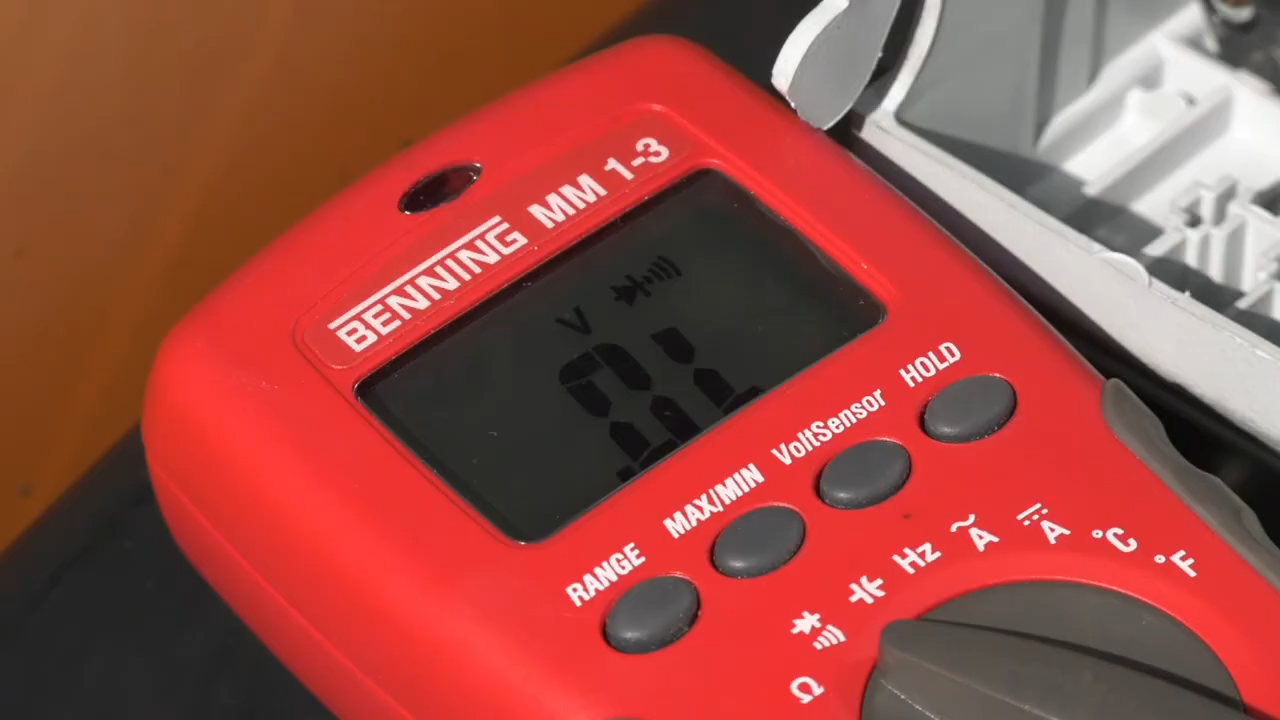 BENNING MM 1-3
V
HOLD
VoltSensor
MAX/MIN
RANGE
Hz
A
A
°C
°F
Ω